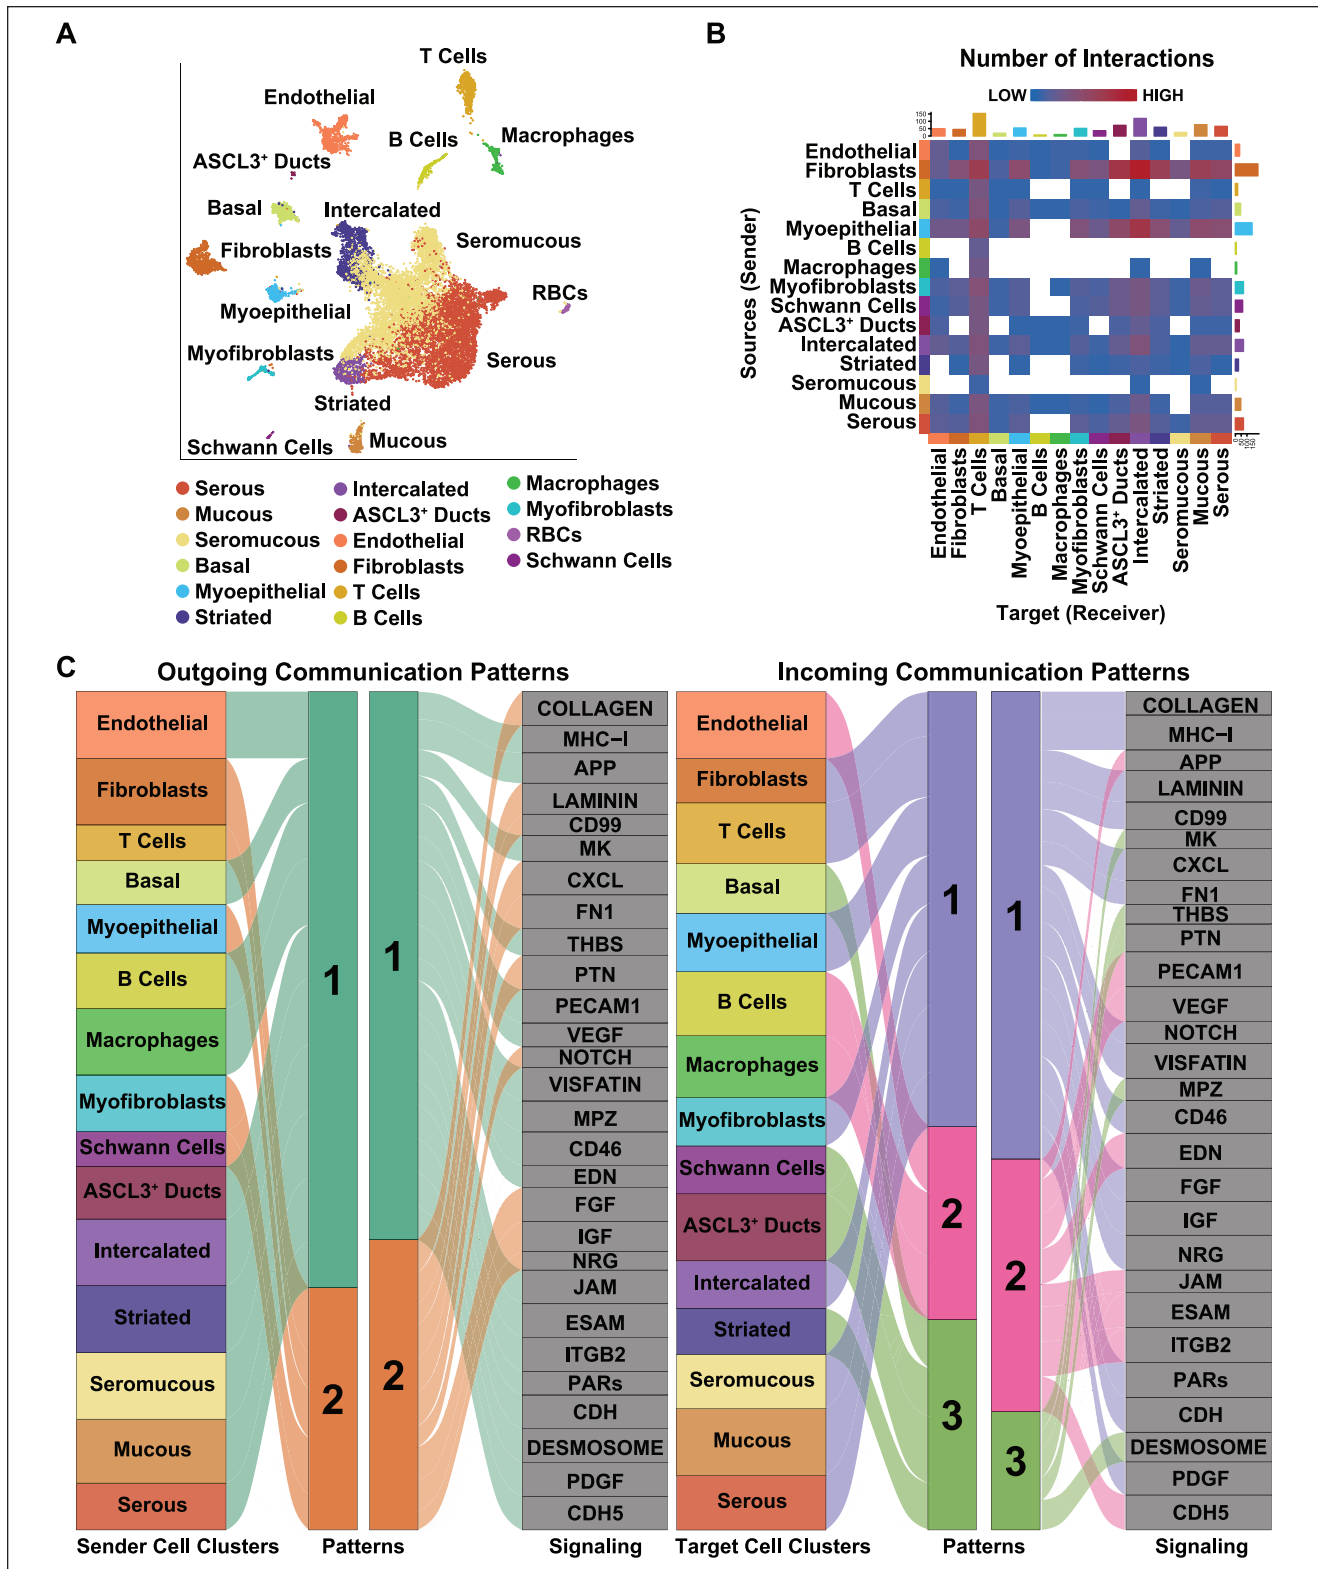 A
T Cells
Endothelial
B Cells
Macrophages
ASCL3⁺ Ducts
Basal
Intercalated
Seromucous
Fibroblasts
RBCs
Myoepithelial
Myofibroblasts
Serous
Striated
Mucous
Schwann Cells
Serous
Mucous
Seromucous
Basal
Myoepithelial
Striated
Intercalated
ASCL3⁺ Ducts
Endothelial
Fibroblasts
T Cells
B Cells
Macrophages
Myofibroblasts
RBCs
Schwann Cells
B
Number of Interactions
LOW HIGH
150
100
50
0
Sources (Sender)
Endothelial
Fibroblasts
T Cells
Basal
Myoepithelial
B Cells
Macrophages
Myofibroblasts
Schwann Cells
ASCL3⁺ Ducts
Intercalated
Striated
Seromucous
Mucous
Serous
0
50
100
150
Endothelial
Fibroblasts
T Cells
Basal
Myoepithelial
B Cells
Macrophages
Myofibroblasts
Schwann Cells
ASCL3⁺ Ducts
Intercalated
Striated
Seromucous
Mucous
Serous
Target (Receiver)
C
Outgoing Communication Patterns
Endothelial
Fibroblasts
T Cells
Basal
Myoepithelial
B Cells
Macrophages
Myofibroblasts
Schwann Cells
ASCL3⁺ Ducts
Intercalated
Striated
Seromucous
Mucous
Serous
1
2
1
2
COLLAGEN
MHC−I
APP
LAMININ
CD99
MK
CXCL
FN1
THBS
PTN
PECAM1
VEGF
NOTCH
VISFATIN
MPZ
CD46
EDN
FGF
IGF
NRG
JAM
ESAM
ITGB2
PARs
CDH
DESMOSOME
PDGF
CDH5
Sender Cell Clusters Patterns Signaling
Incoming Communication Patterns
Endothelial
Fibroblasts
T Cells
Basal
Myoepithelial
B Cells
Macrophages
Myofibroblasts
Schwann Cells
ASCL3⁺ Ducts
Intercalated
Striated
Seromucous
Mucous
Serous
1
2
3
1
2
3
COLLAGEN
MHC−I
APP
LAMININ
CD99
MK
CXCL
FN1
THBS
PTN
PECAM1
VEGF
NOTCH
VISFATIN
MPZ
CD46
EDN
FGF
IGF
NRG
JAM
ESAM
ITGB2
PARs
CDH
DESMOSOME
PDGF
CDH5
Target Cell Clusters Patterns Signaling